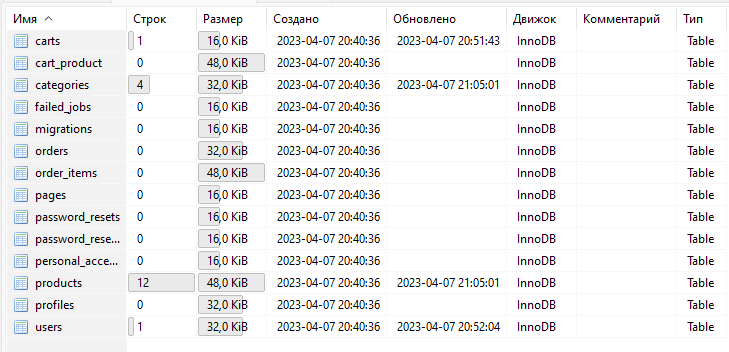 Имя Строк Размер Создано Обновлено Движок Комментарий Тип
carts 1 16,0 KiB 2023-04-07 20:40:36 2023-04-07 20:51:43 InnoDB Table
cart_product 0 48,0 KiB 2023-04-07 20:40:36 InnoDB Table
categories 4 32,0 KiB 2023-04-07 20:40:36 2023-04-07 21:05:01 InnoDB Table
failed_jobs 0 16,0 KiB 2023-04-07 20:40:36 InnoDB Table
migrations 0 16,0 KiB 2023-04-07 20:40:36 InnoDB Table
orders 0 32,0 KiB 2023-04-07 20:40:36 InnoDB Table
order_items 0 48,0 KiB 2023-04-07 20:40:36 InnoDB Table
pages 0 16,0 KiB 2023-04-07 20:40:36 InnoDB Table
password_resets 0 16,0 KiB 2023-04-07 20:40:36 InnoDB Table
password_rese... 0 16,0 KiB 2023-04-07 20:40:36 InnoDB Table
personal_acce... 0 16,0 KiB 2023-04-07 20:40:36 InnoDB Table
products 12 48,0 KiB 2023-04-07 20:40:36 2023-04-07 21:05:01 InnoDB Table
profiles 0 32,0 KiB 2023-04-07 20:40:36 InnoDB Table
users 1 32,0 KiB 2023-04-07 20:40:36 2023-04-07 20:52:04 InnoDB Table